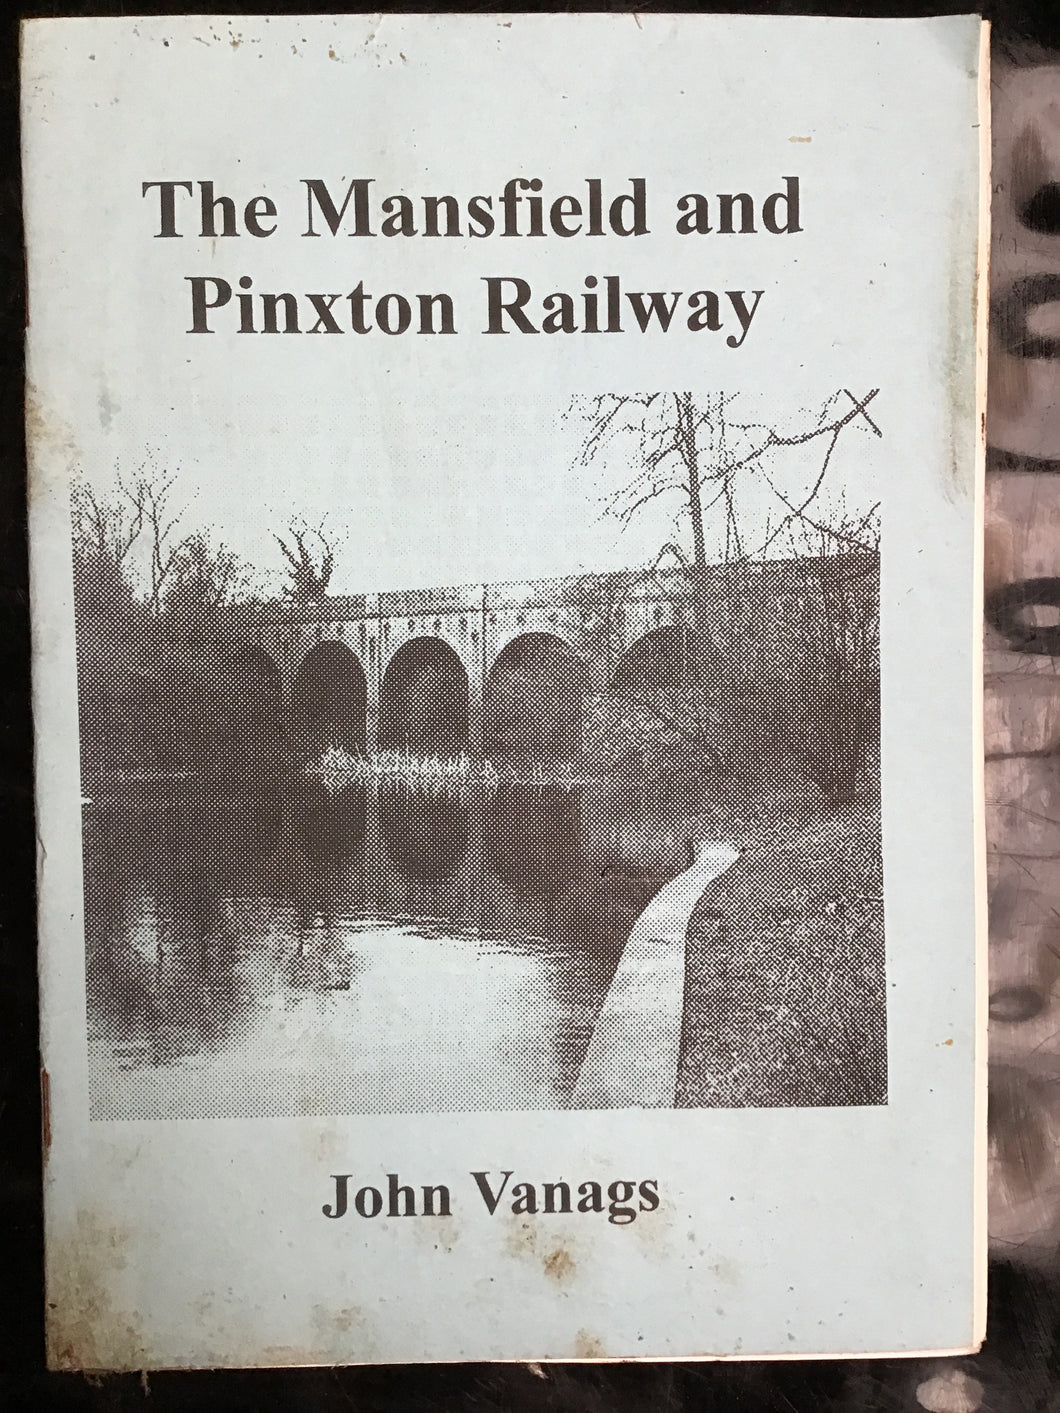 The Mansfield and
Pinxton Railway
John Vanags